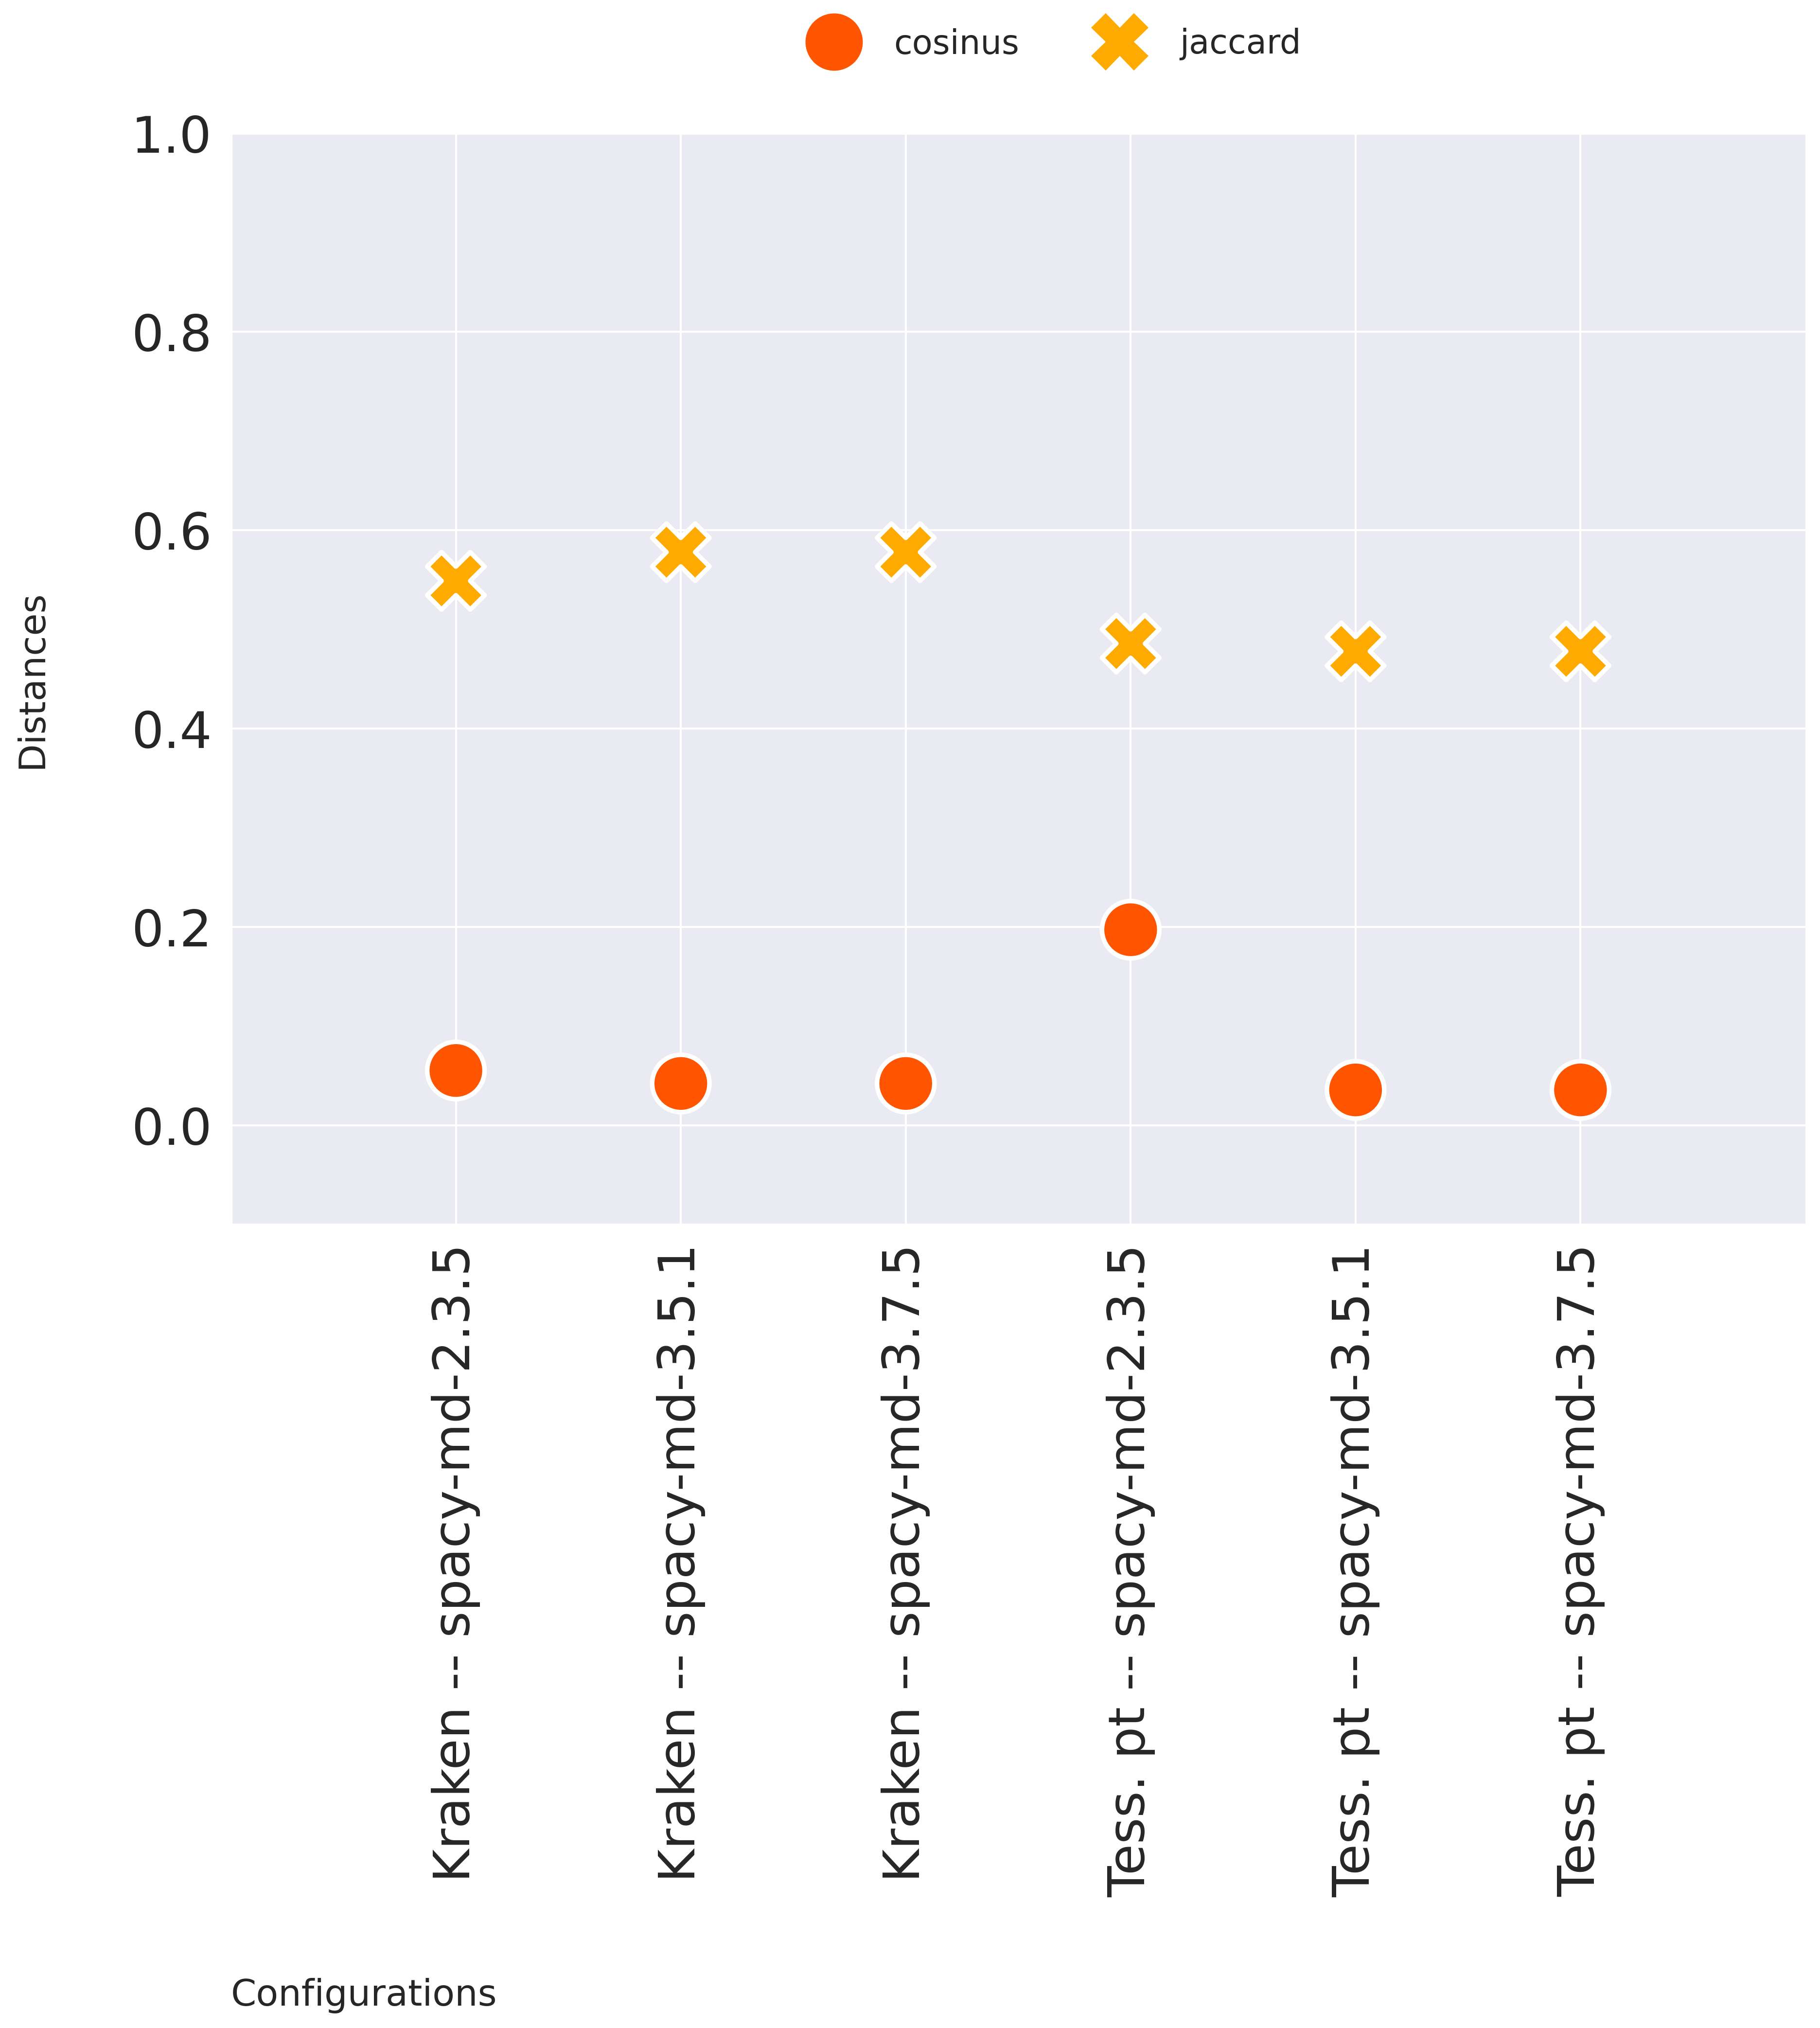 cosinus jaccard
1.0
0.8
0.6
0.4
0.2
0.0
Distances
Kraken -- spacy-md-2.3.5
Kraken -- spacy-md-3.5.1
Kraken -- spacy-md-3.7.5
Tess. pt -- spacy-md-2.3.5
Tess. pt -- spacy-md-3.5.1
Tess. pt -- spacy-md-3.7.5
Configurations